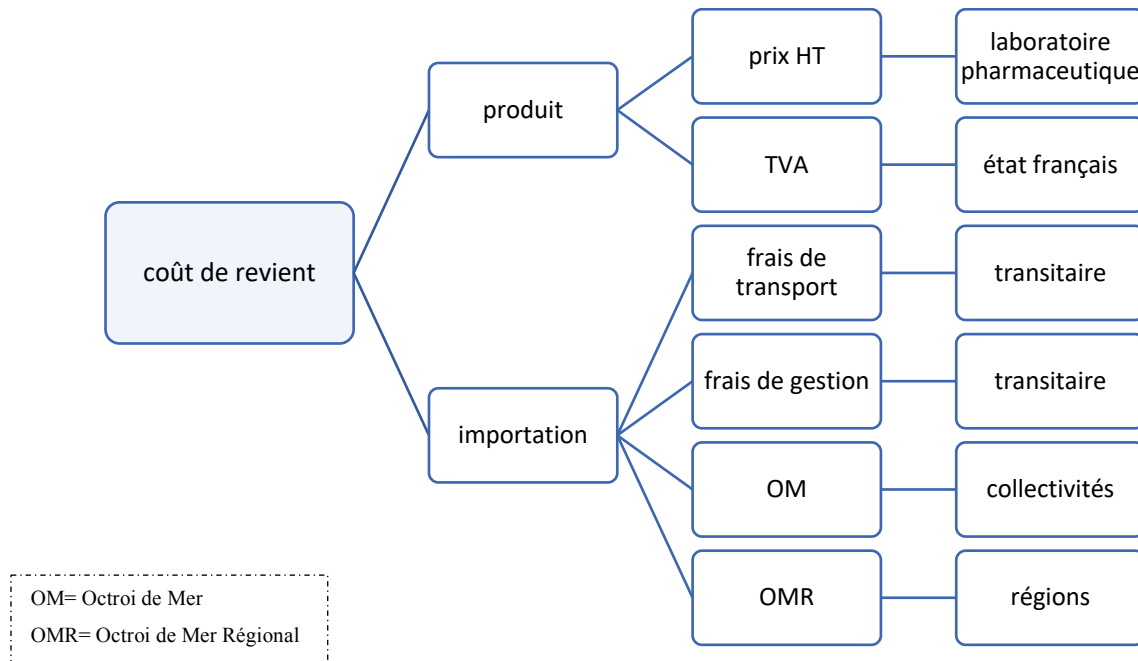 prix HT
laboratoire
pharmaceutique
produit
TVA
état français
coût de revient
frais de
transport
transitaire
frais de gestion
transitaire
importation
OM
collectivités
OMR
régions
OM= Octroi de Mer
OMR= Octroi de Mer Régional